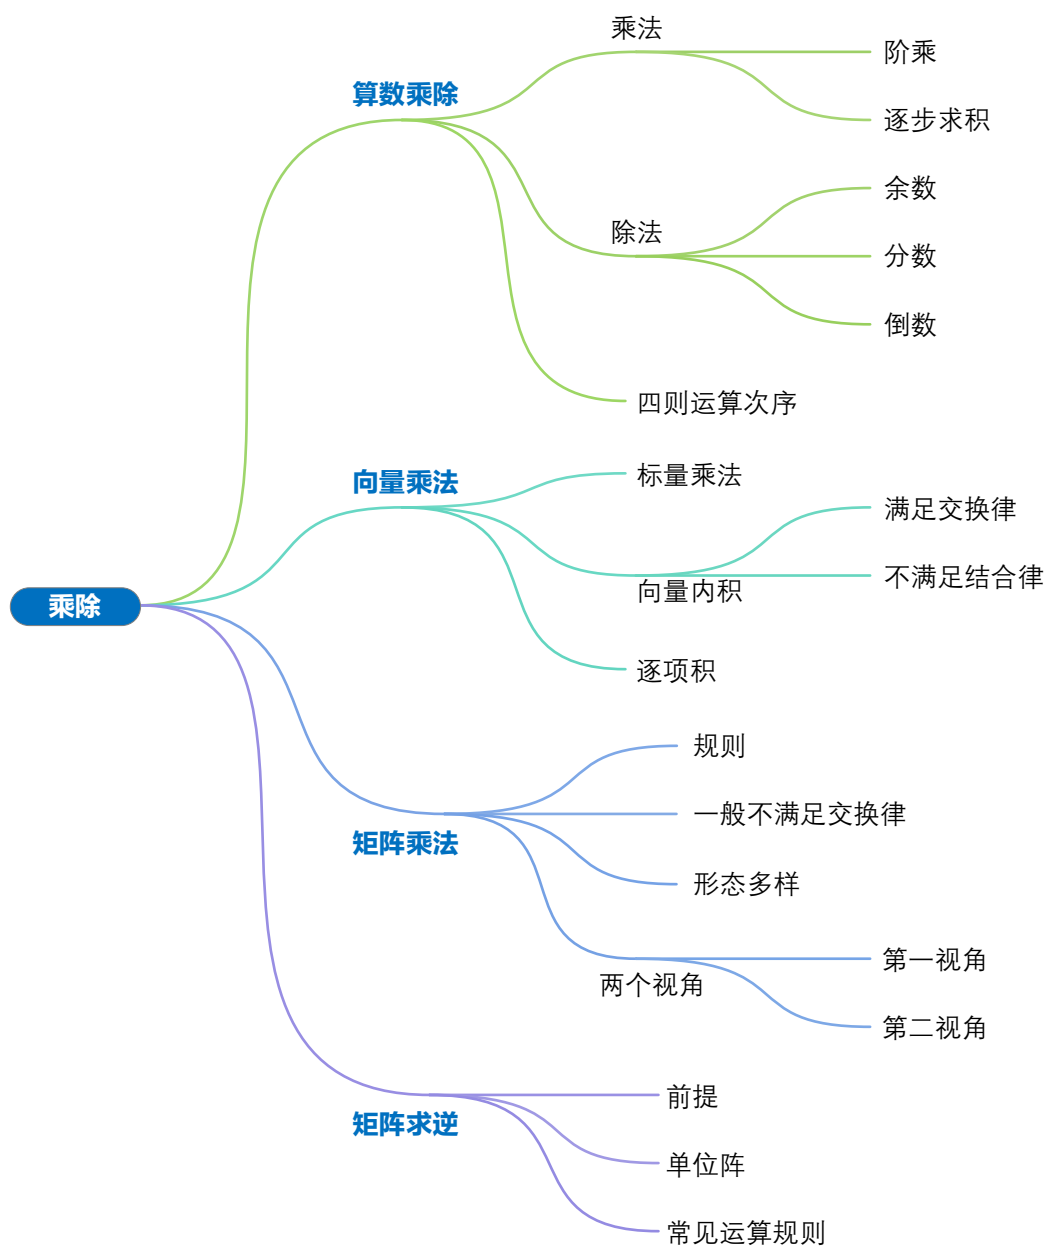 乘除
算数乘除
乘法
阶乘
逐步求积
除法
余数
分数
倒数
四则运算次序
向量乘法
标量乘法
向量内积
满足交换律
不满足结合律
逐项积
矩阵乘法
规则
一般不满足交换律
形态多样
两个视角
第一视角
第二视角
矩阵求逆
前提
单位阵
常见运算规则